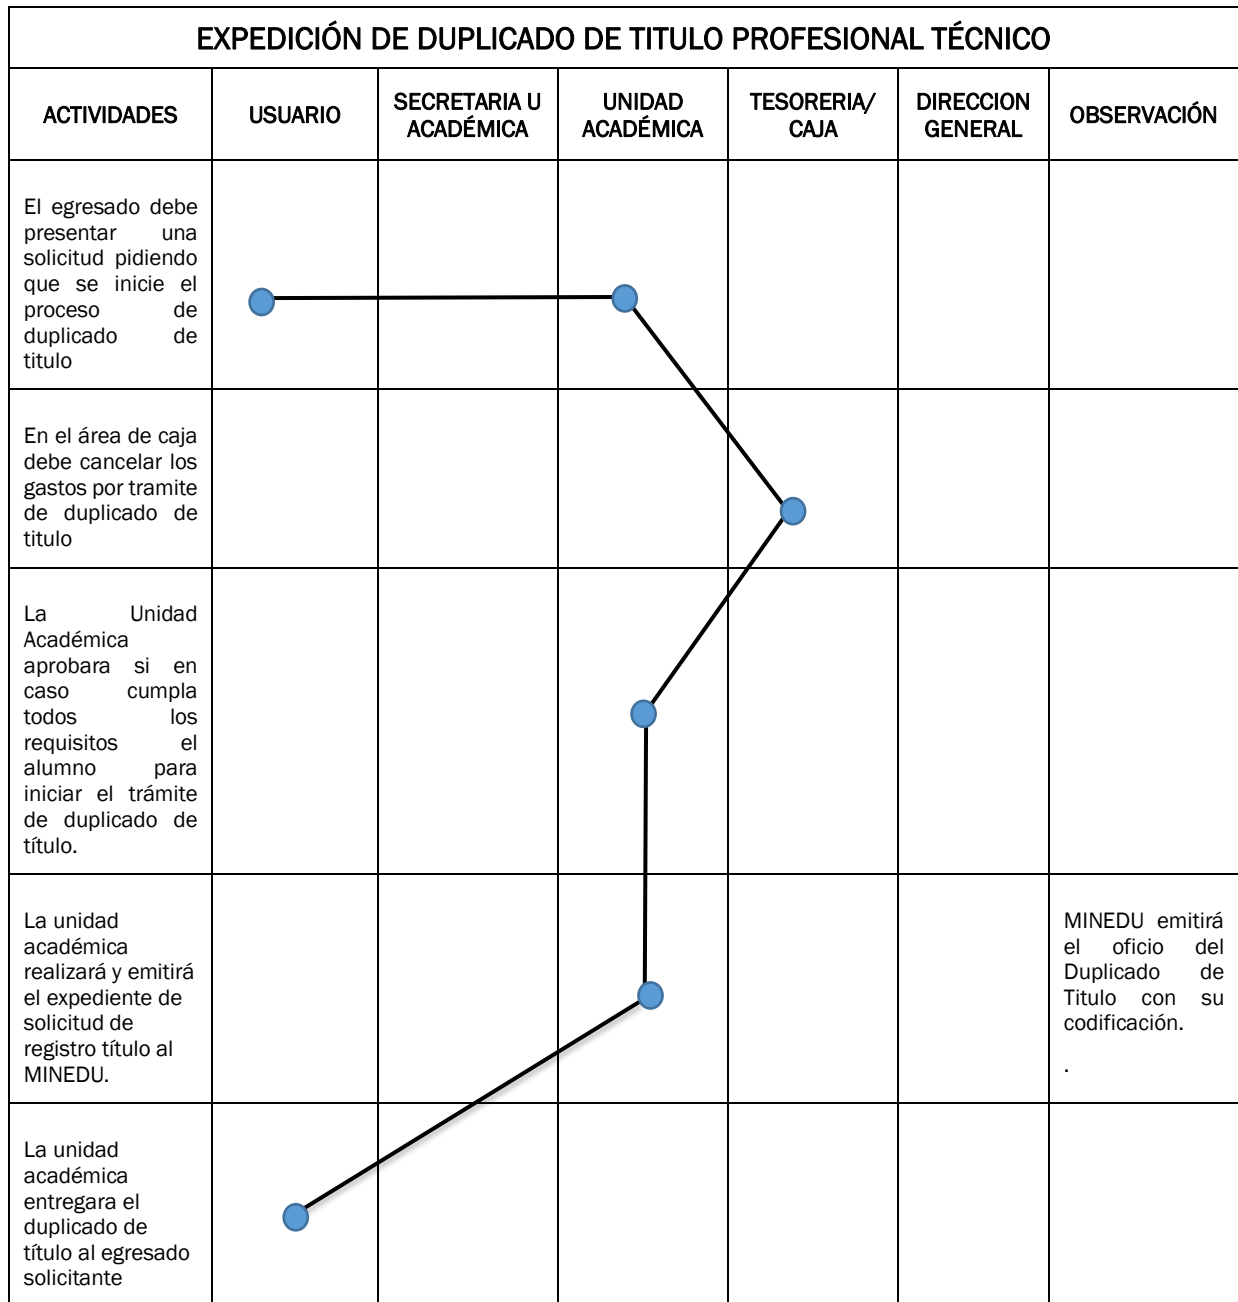 EXPEDICIÓN DE DUPLICADO DE TITULO PROFESIONAL TÉCNICO
ACTIVIDADES
USUARIO
SECRETARIA U
ACADÉMICA
UNIDAD
ACADÉMICA
TESORERIA/
CAJA
DIRECCION
GENERAL
OBSERVACIÓN
El egresado debe
presentar una
solicitud pidiendo
que se inicie el
proceso de
duplicado de
titulo
En el área de caja
debe cancelar los
gastos por tramite
de duplicado de
titulo
La Unidad
Académica
aprobara si en
caso cumpla
todos los
requisitos el
alumno para
iniciar el trámite
de duplicado de
título.
La unidad
académica
realizará y emitirá
el expediente de
solicitud de
registro título al
MINEDU.
MINEDU emitirá
el oficio del
Duplicado de
Titulo con su
codificación.
.
La unidad
académica
entregara el
duplicado de
título al egresado
solicitante